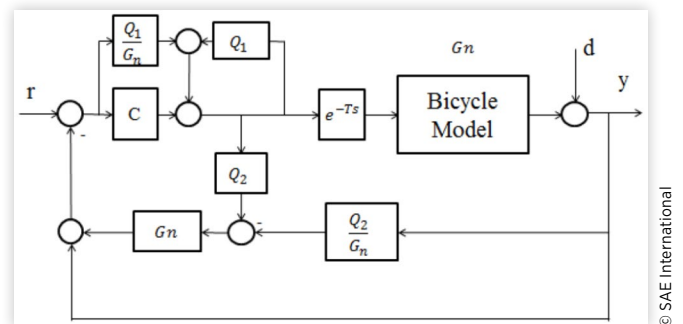 Q₁
Gₙ
Q₁
Gn
d
r
C
e⁻ᵀˢ
Bicycle
Model
y
-
Q₂
Gn
-
Q₂
Gₙ
© SAE International